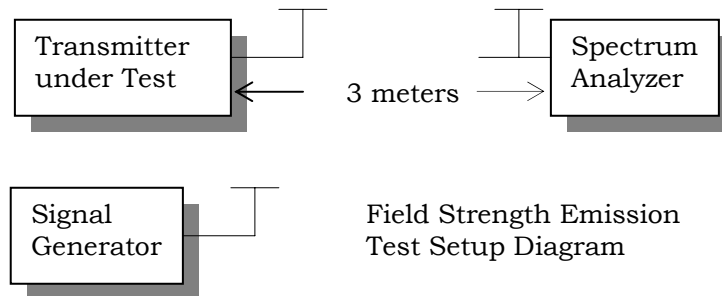 Transmitter
under Test
3 meters
Spectrum
Analyzer
Signal
Generator
Field Strength Emission
Test Setup Diagram